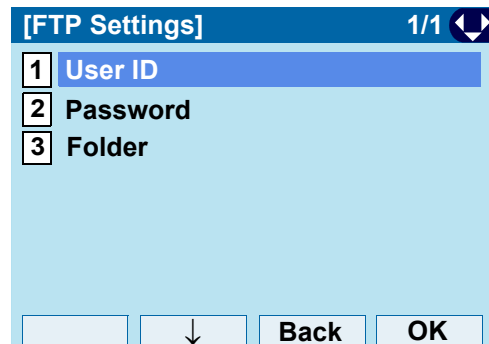 [FTP Settings] 1/1
1 User ID
2 Password
3 Folder
↓ Back OK